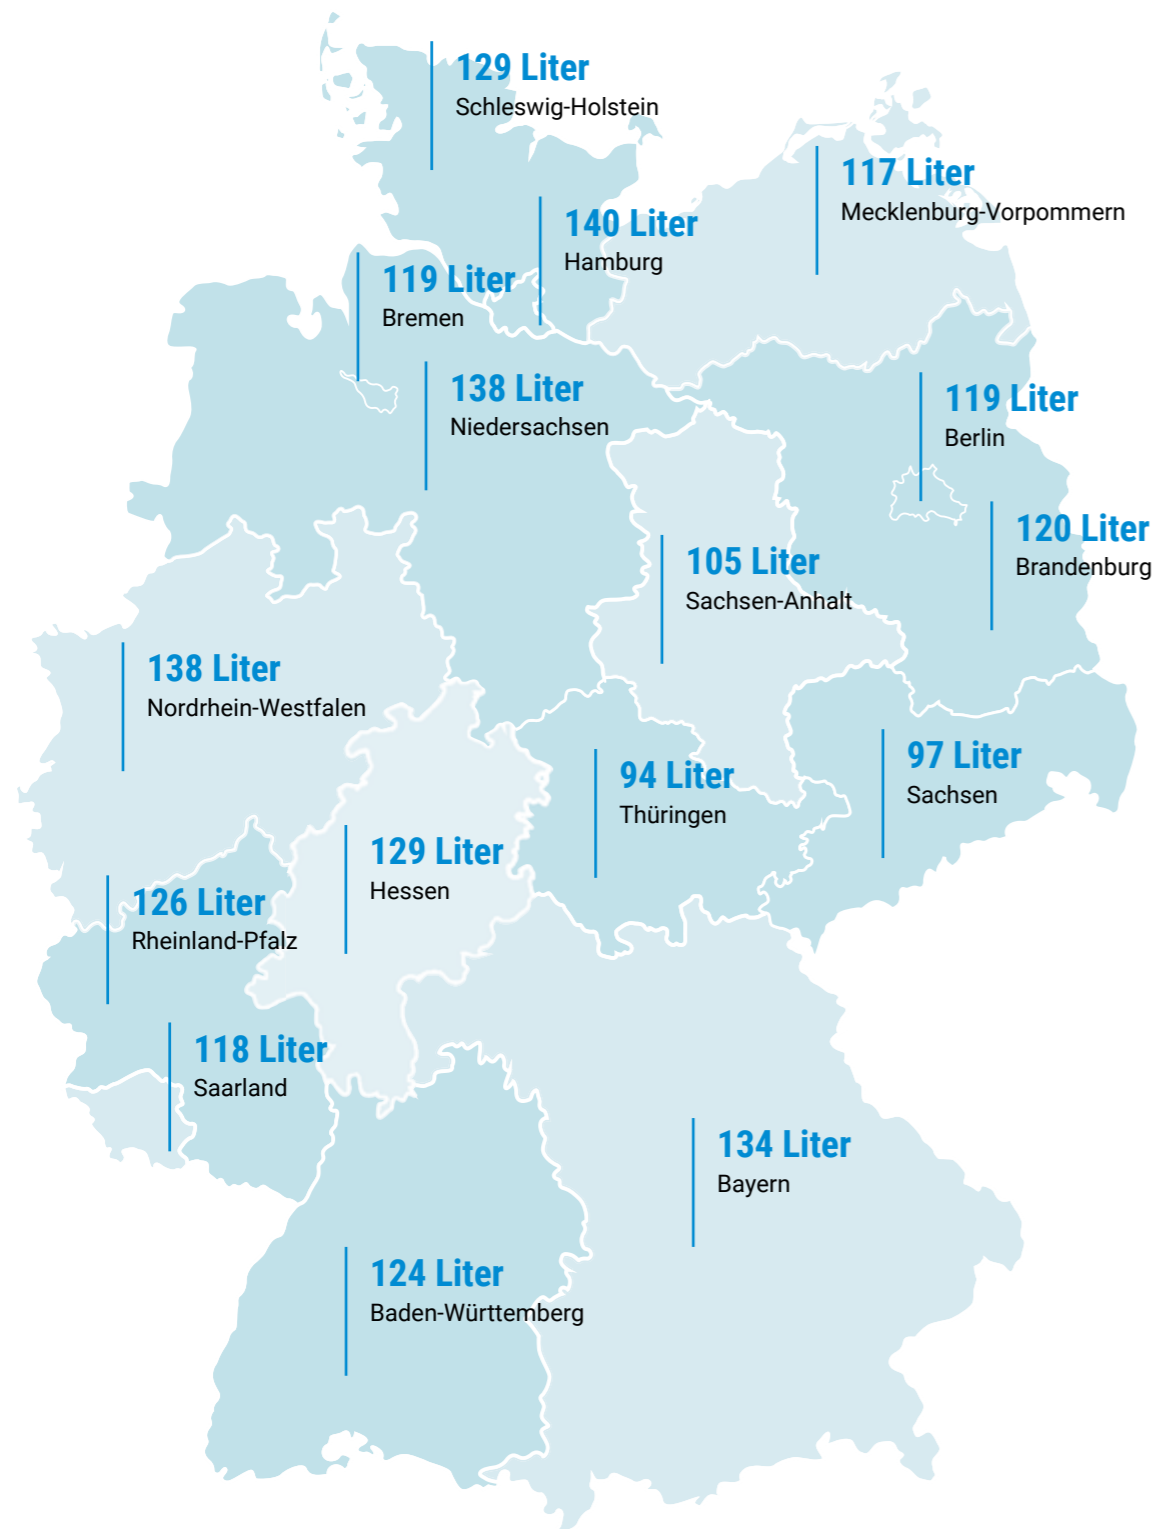 129 Liter
Schleswig-Holstein
117 Liter
Mecklenburg-Vorpommern
140 Liter
Hamburg
119 Liter
Bremen
138 Liter
Niedersachsen
119 Liter
Berlin
120 Liter
Brandenburg
105 Liter
Sachsen-Anhalt
138 Liter
Nordrhein-Westfalen
97 Liter
Sachsen
94 Liter
Thüringen
129 Liter
Hessen
126 Liter
Rheinland-Pfalz
118 Liter
Saarland
134 Liter
Bayern
124 Liter
Baden-Württemberg